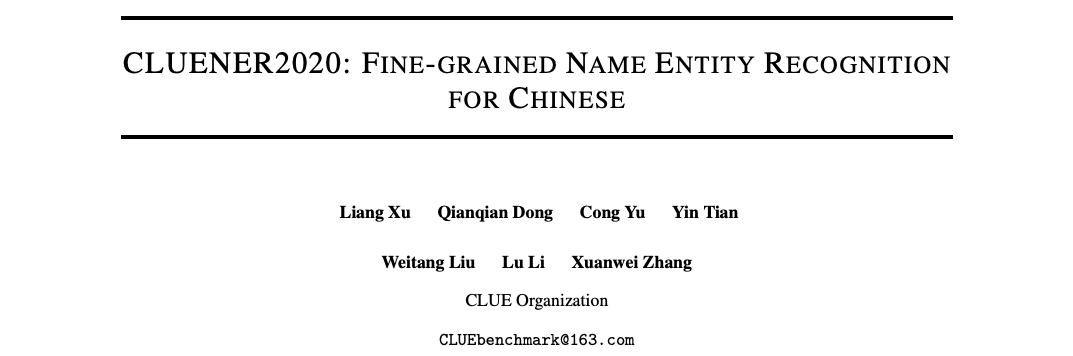 CLUENER2020: FINE-GRAINED NAME ENTITY RECOGNITION
FOR CHINESE
Liang Xu Qianqian Dong Cong Yu Yin Tian
Weitang Liu Lu Li Xuanwei Zhang
CLUE Organization
CLUEbenchmark@163.com